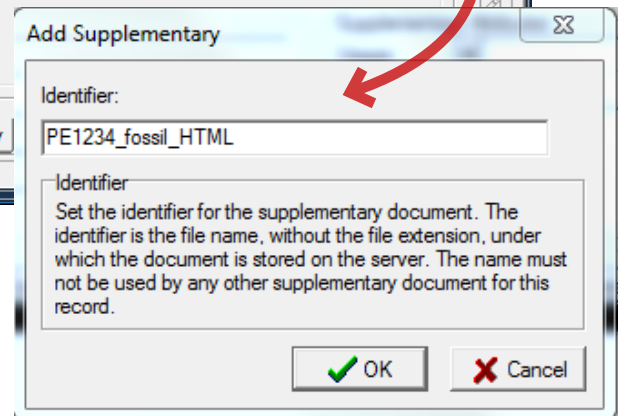 Add Supplementary
Identifier:
PE1234_fossil_HTML
Identifier
Set the identifier for the supplementary document. The
identifier is the file name, without the file extension, under
which the document is stored on the server. The name must
not be used by any other supplementary document for this
record.
OK
Cancel